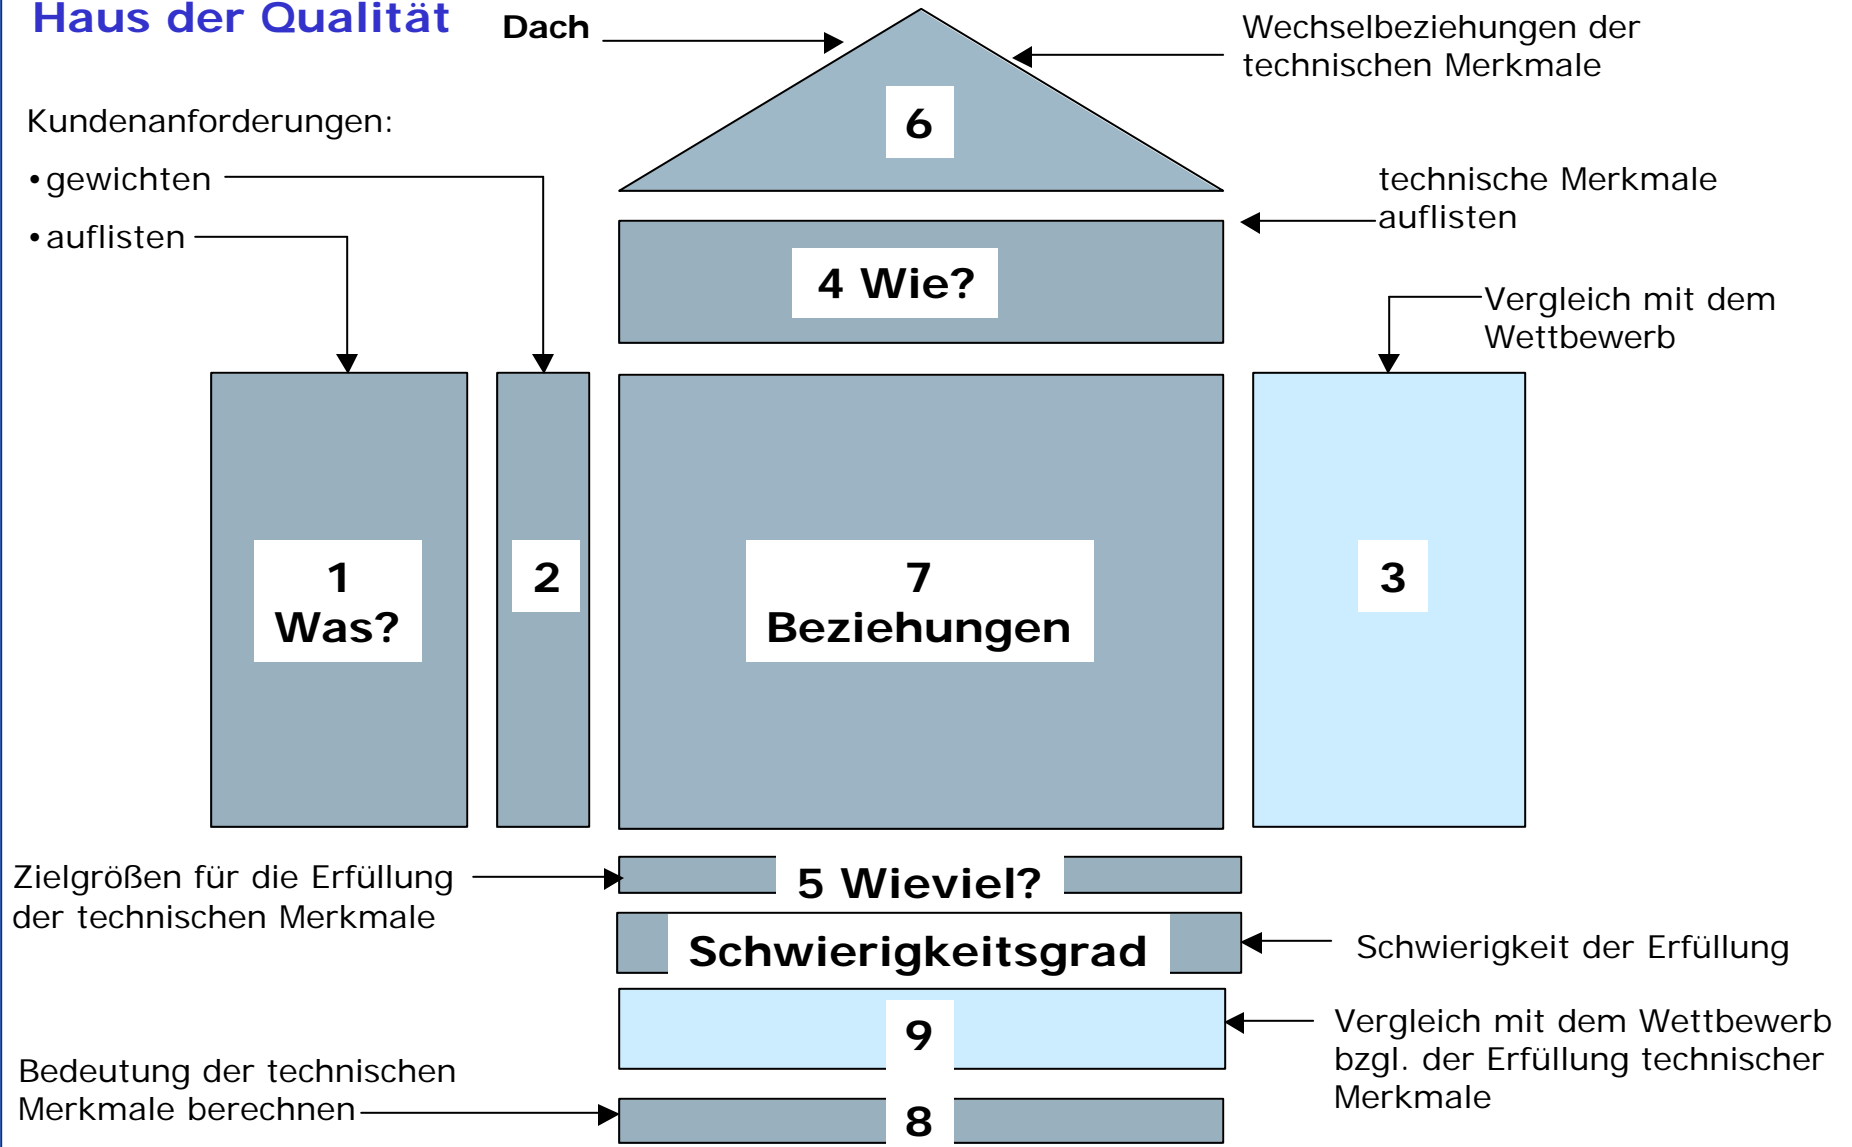 Haus der Qualität
Dach
Wechselbeziehungen der
technischen Merkmale
Kundenanforderungen:
•gewichten
•auflisten
6
technische Merkmale
auflisten
4 Wie?
Vergleich mit dem
Wettbewerb
1
Was?
2
7
Beziehungen
3
Zielgrößen für die Erfüllung
der technischen Merkmale
5 Wieviel?
Schwierigkeitsgrad
Schwierigkeit der Erfüllung
9
Vergleich mit dem Wettbewerb
bzgl. der Erfüllung technischer
Merkmale
Bedeutung der technischen
Merkmale berechnen
8